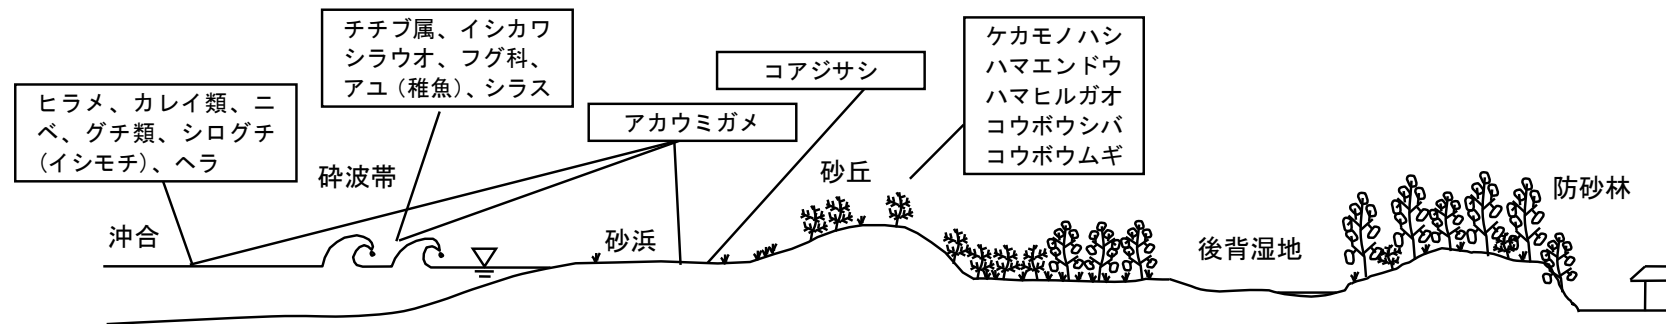 チチブ属、イシカワ
シラウオ、フグ科、
アユ（稚魚）、シラス
ケカモノハシ
ハマエンドウ
ハマヒルガオ
コウボウシバ
コウボウムギ
コアジサシ
ヒラメ、カレイ類、ニ
ベ、グチ類、シログチ
（イシモチ）、ヘラ
アカウミガメ
砕波帯
砂丘
防砂林
沖合
砂浜
後背湿地